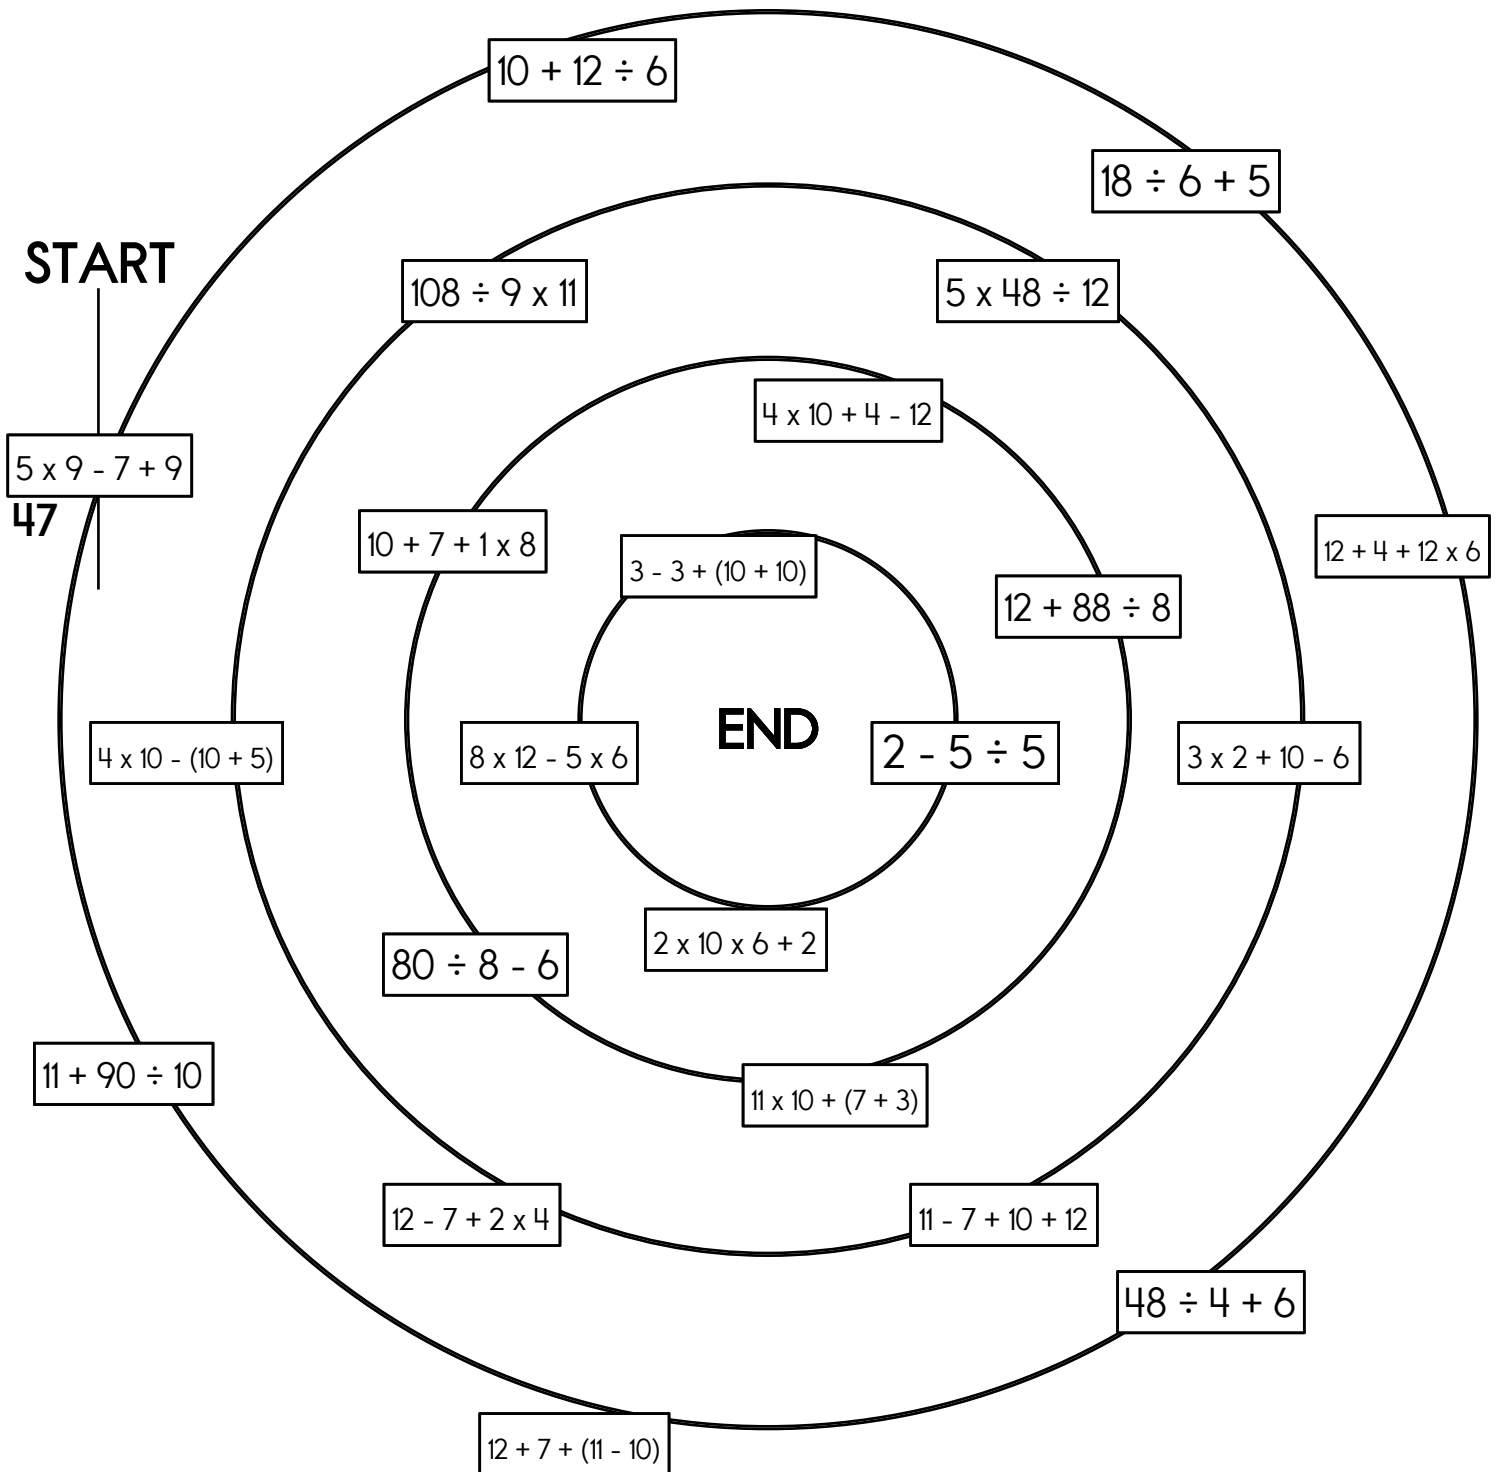 10 + 12 ÷ 6
18 ÷ 6 + 5
START
108 ÷ 9 x 11
5 x 48 ÷ 12
4 x 10 + 4 - 12
5 x 9 - 7 + 9
47
10 + 7 + 1 x 8
12 + 4 + 12 x 6
3 - 3 + (10 + 10)
12 + 88 ÷ 8
END
4 x 10 - (10 + 5)
8 x 12 - 5 x 6
2 - 5 ÷ 5
3 x 2 + 10 - 6
2 x 10 x 6 + 2
80 ÷ 8 - 6
11 + 90 ÷ 10
11 x 10 + (7 + 3)
12 - 7 + 2 x 4
11 - 7 + 10 + 12
48 ÷ 4 + 6
12 + 7 + (11 - 10)